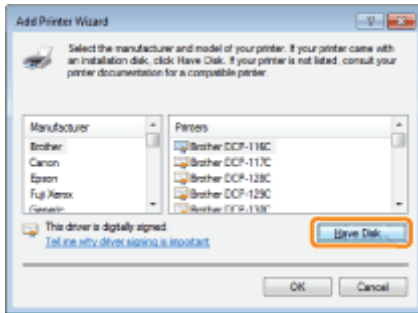 Add Printer Wizard
Select the manufacturer and model of your printer. If your printer came with
an installation disk, click Have Disk. If your printer is not listed, consult your
printer documentation for a compatible printer.
Manufacturer
Printers
Brother
Canon
Epson
Fuji Xerox
Generic
Brother DCP-116C
Brother DCP-117C
Brother DCP-128C
Brother DCP-129C
Brother DCP-130C
This driver is digitally signed.
Tell me why driver signing is important
Have Disk...
OK
Cancel